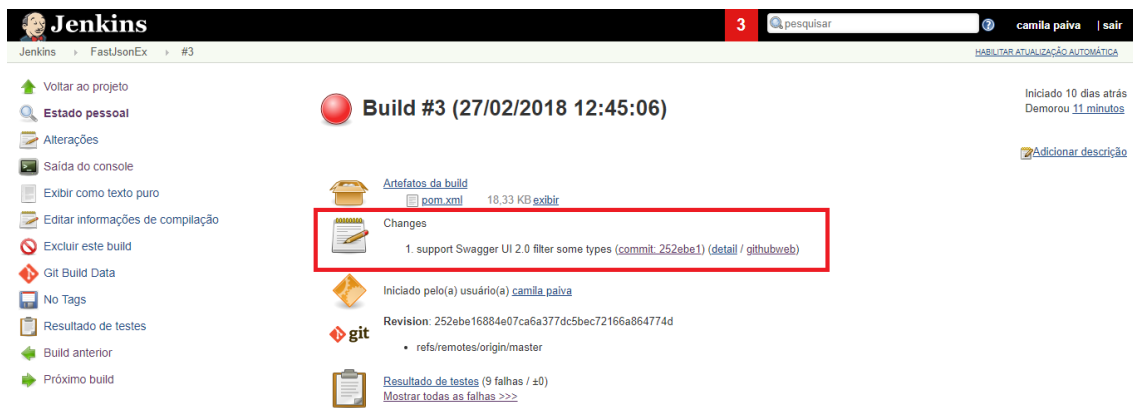 Jenkins
3
pesquisar
camila paiva | sair
Jenkins FastJsonEx #3
HABILITAR ATUALIZAÇÃO AUTOMÁTICA
Voltar ao projeto
Estado pessoal
Alterações
Saída do console
Exibir como texto puro
Editar informações de compilação
Excluir este build
Git Build Data
No Tags
Resultado de testes
Build anterior
Próximo build
Build #3 (27/02/2018 12:45:06)
Iniciado 10 dias atrás
Demorou 11 minutos
Adicionar descrição
Artefatos da build
pom.xml 18,33 KB exibir
Changes
1. support Swagger UI 2.0 filter some types (commit: 252ebe1) (detail / githubweb)
Iniciado pelo(a) usuário(a) camila paiva
git
Revision: 252ebe16884e07ca6a377dc5bec72166a864774d
• refs/remotes/origin/master
Resultado de testes (9 falhas / ±0)
Mostrar todas as falhas >>>